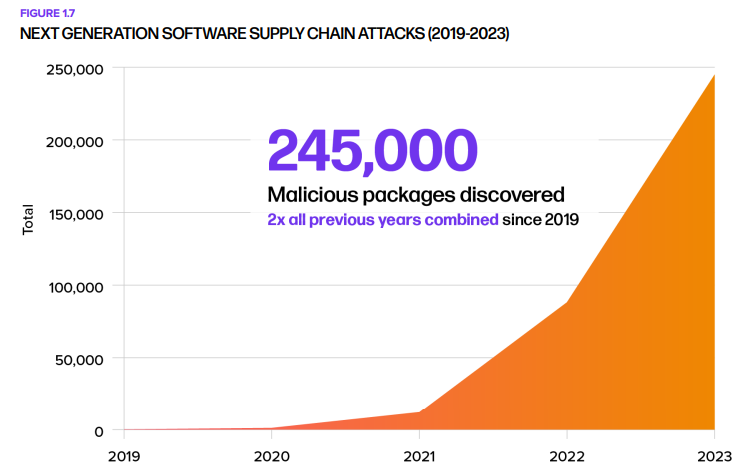 FIGURE 1.7
NEXT GENERATION SOFTWARE SUPPLY CHAIN ATTACKS (2019-2023)
250,000
200,000
150,000
100,000
50,000
0
Total
245,000
Malicious packages discovered
2x all previous years combined since 2019
2019 2020 2021 2022 2023